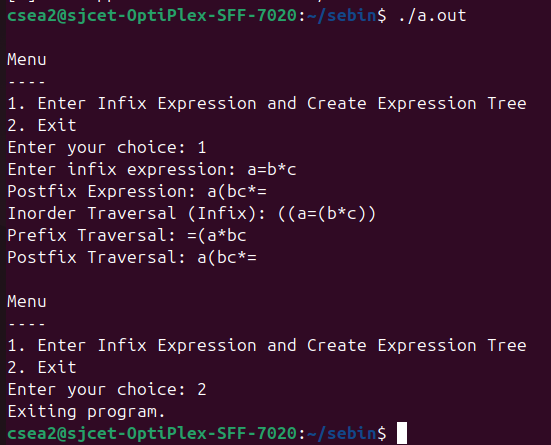 csea2@sjcet-OptiPlex-SFF-7020:~/sebin$ ./a.out
Menu
----
1. Enter Infix Expression and Create Expression Tree
2. Exit
Enter your choice: 1
Enter infix expression: a=b*c
Postfix Expression: a(bc*=
Inorder Traversal (Infix): ((a=(b*c))
Prefix Traversal: =(a*bc
Postfix Traversal: a(bc*=
Menu
----
1. Enter Infix Expression and Create Expression Tree
2. Exit
Enter your choice: 2
Exiting program.
csea2@sjcet-OptiPlex-SFF-7020:~/sebin$